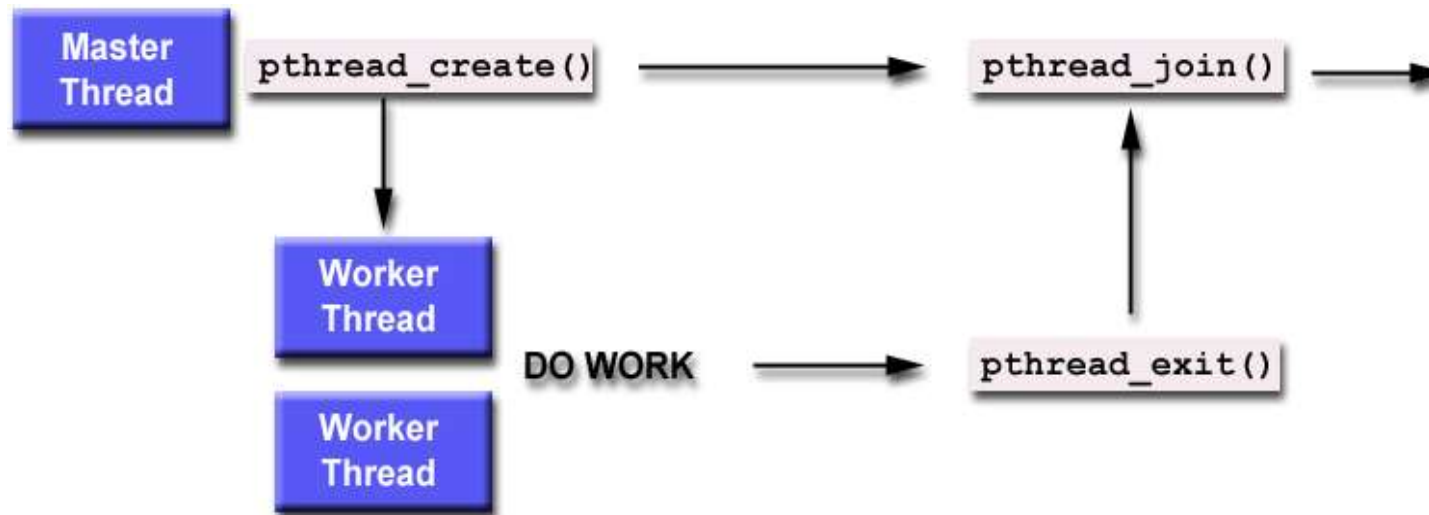 Master
Thread
pthread_create()
pthread_join()
Worker
Thread
DO WORK
pthread_exit()
Worker
Thread